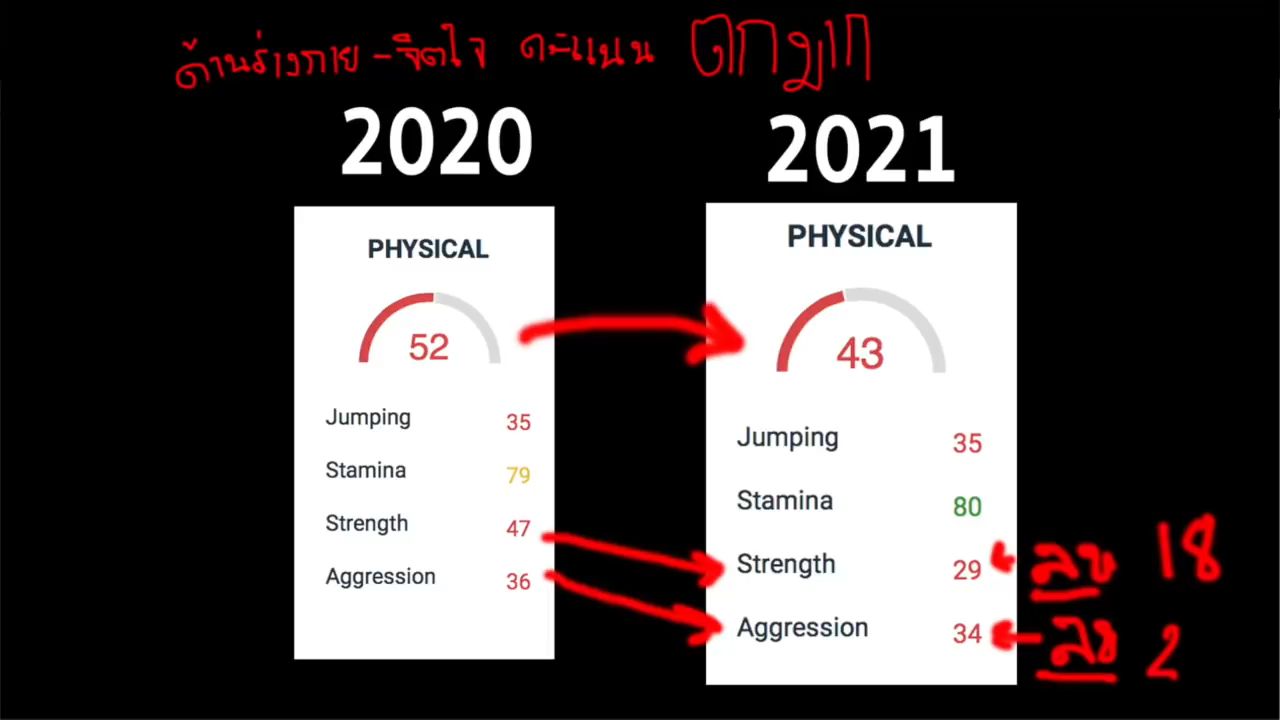 ด้านร่างกาย-จิตใจ คะแนน ตกมาก
2020
2021
PHYSICAL
52
Jumping 35
Stamina 79
Strength 47
Aggression 36
PHYSICAL
43
Jumping 35
Stamina 80
Strength 29 ลบ 18
Aggression 34 ลบ 2